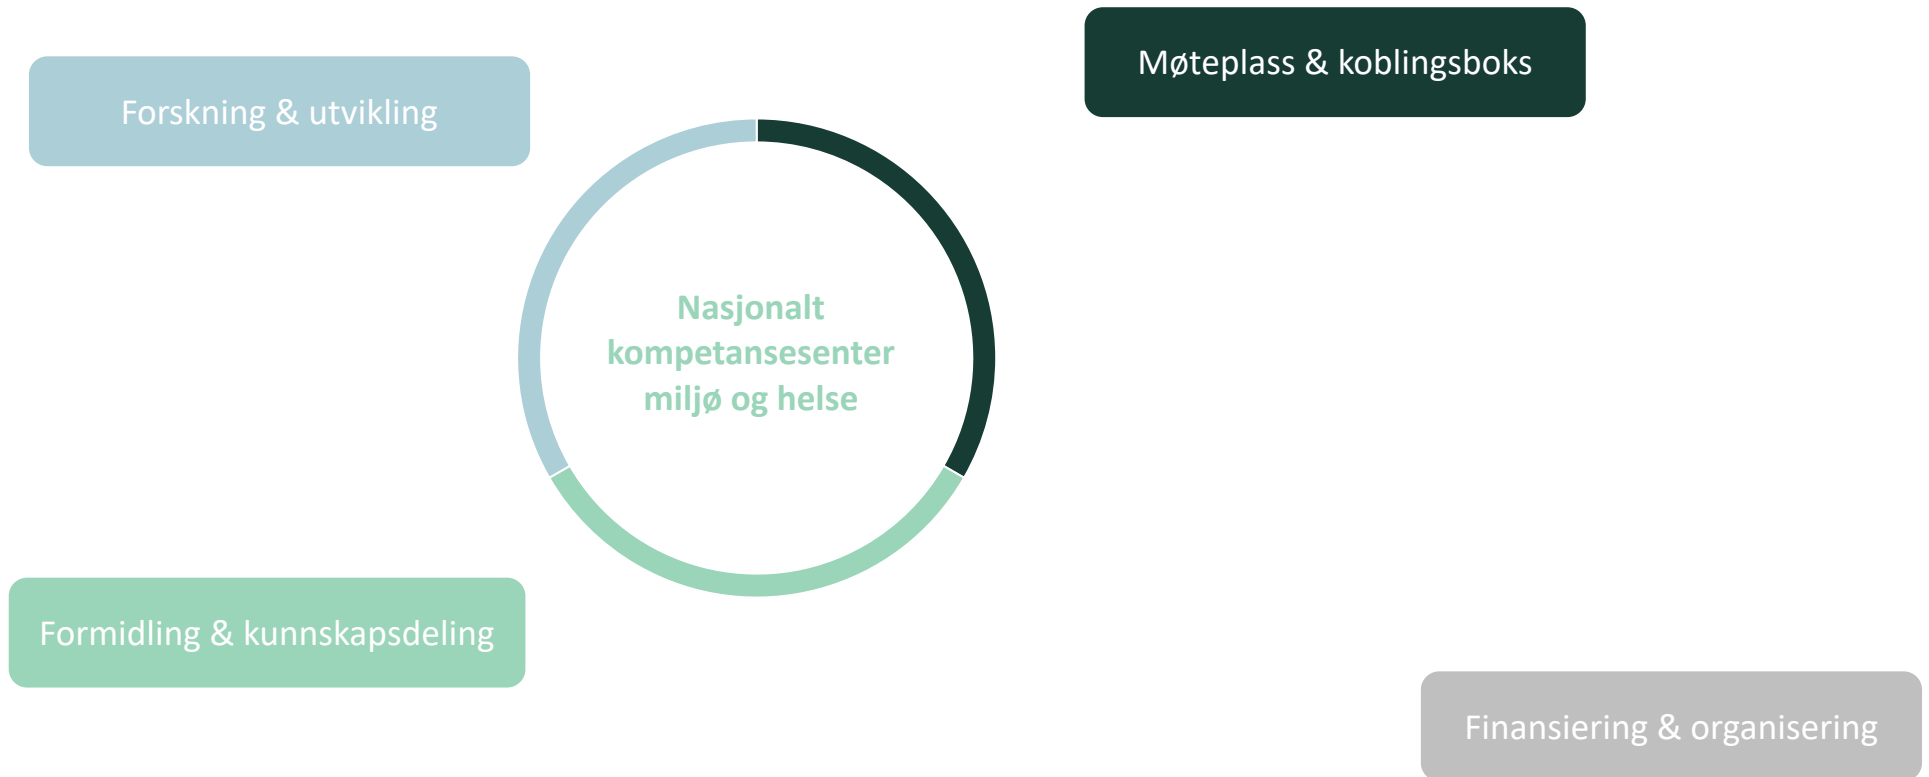 Møteplass & koblingsboks
Forskning & utvikling
Nasjonalt
kompetansesenter
miljø og helse
Formidling & kunnskapsdeling
Finansiering & organisering